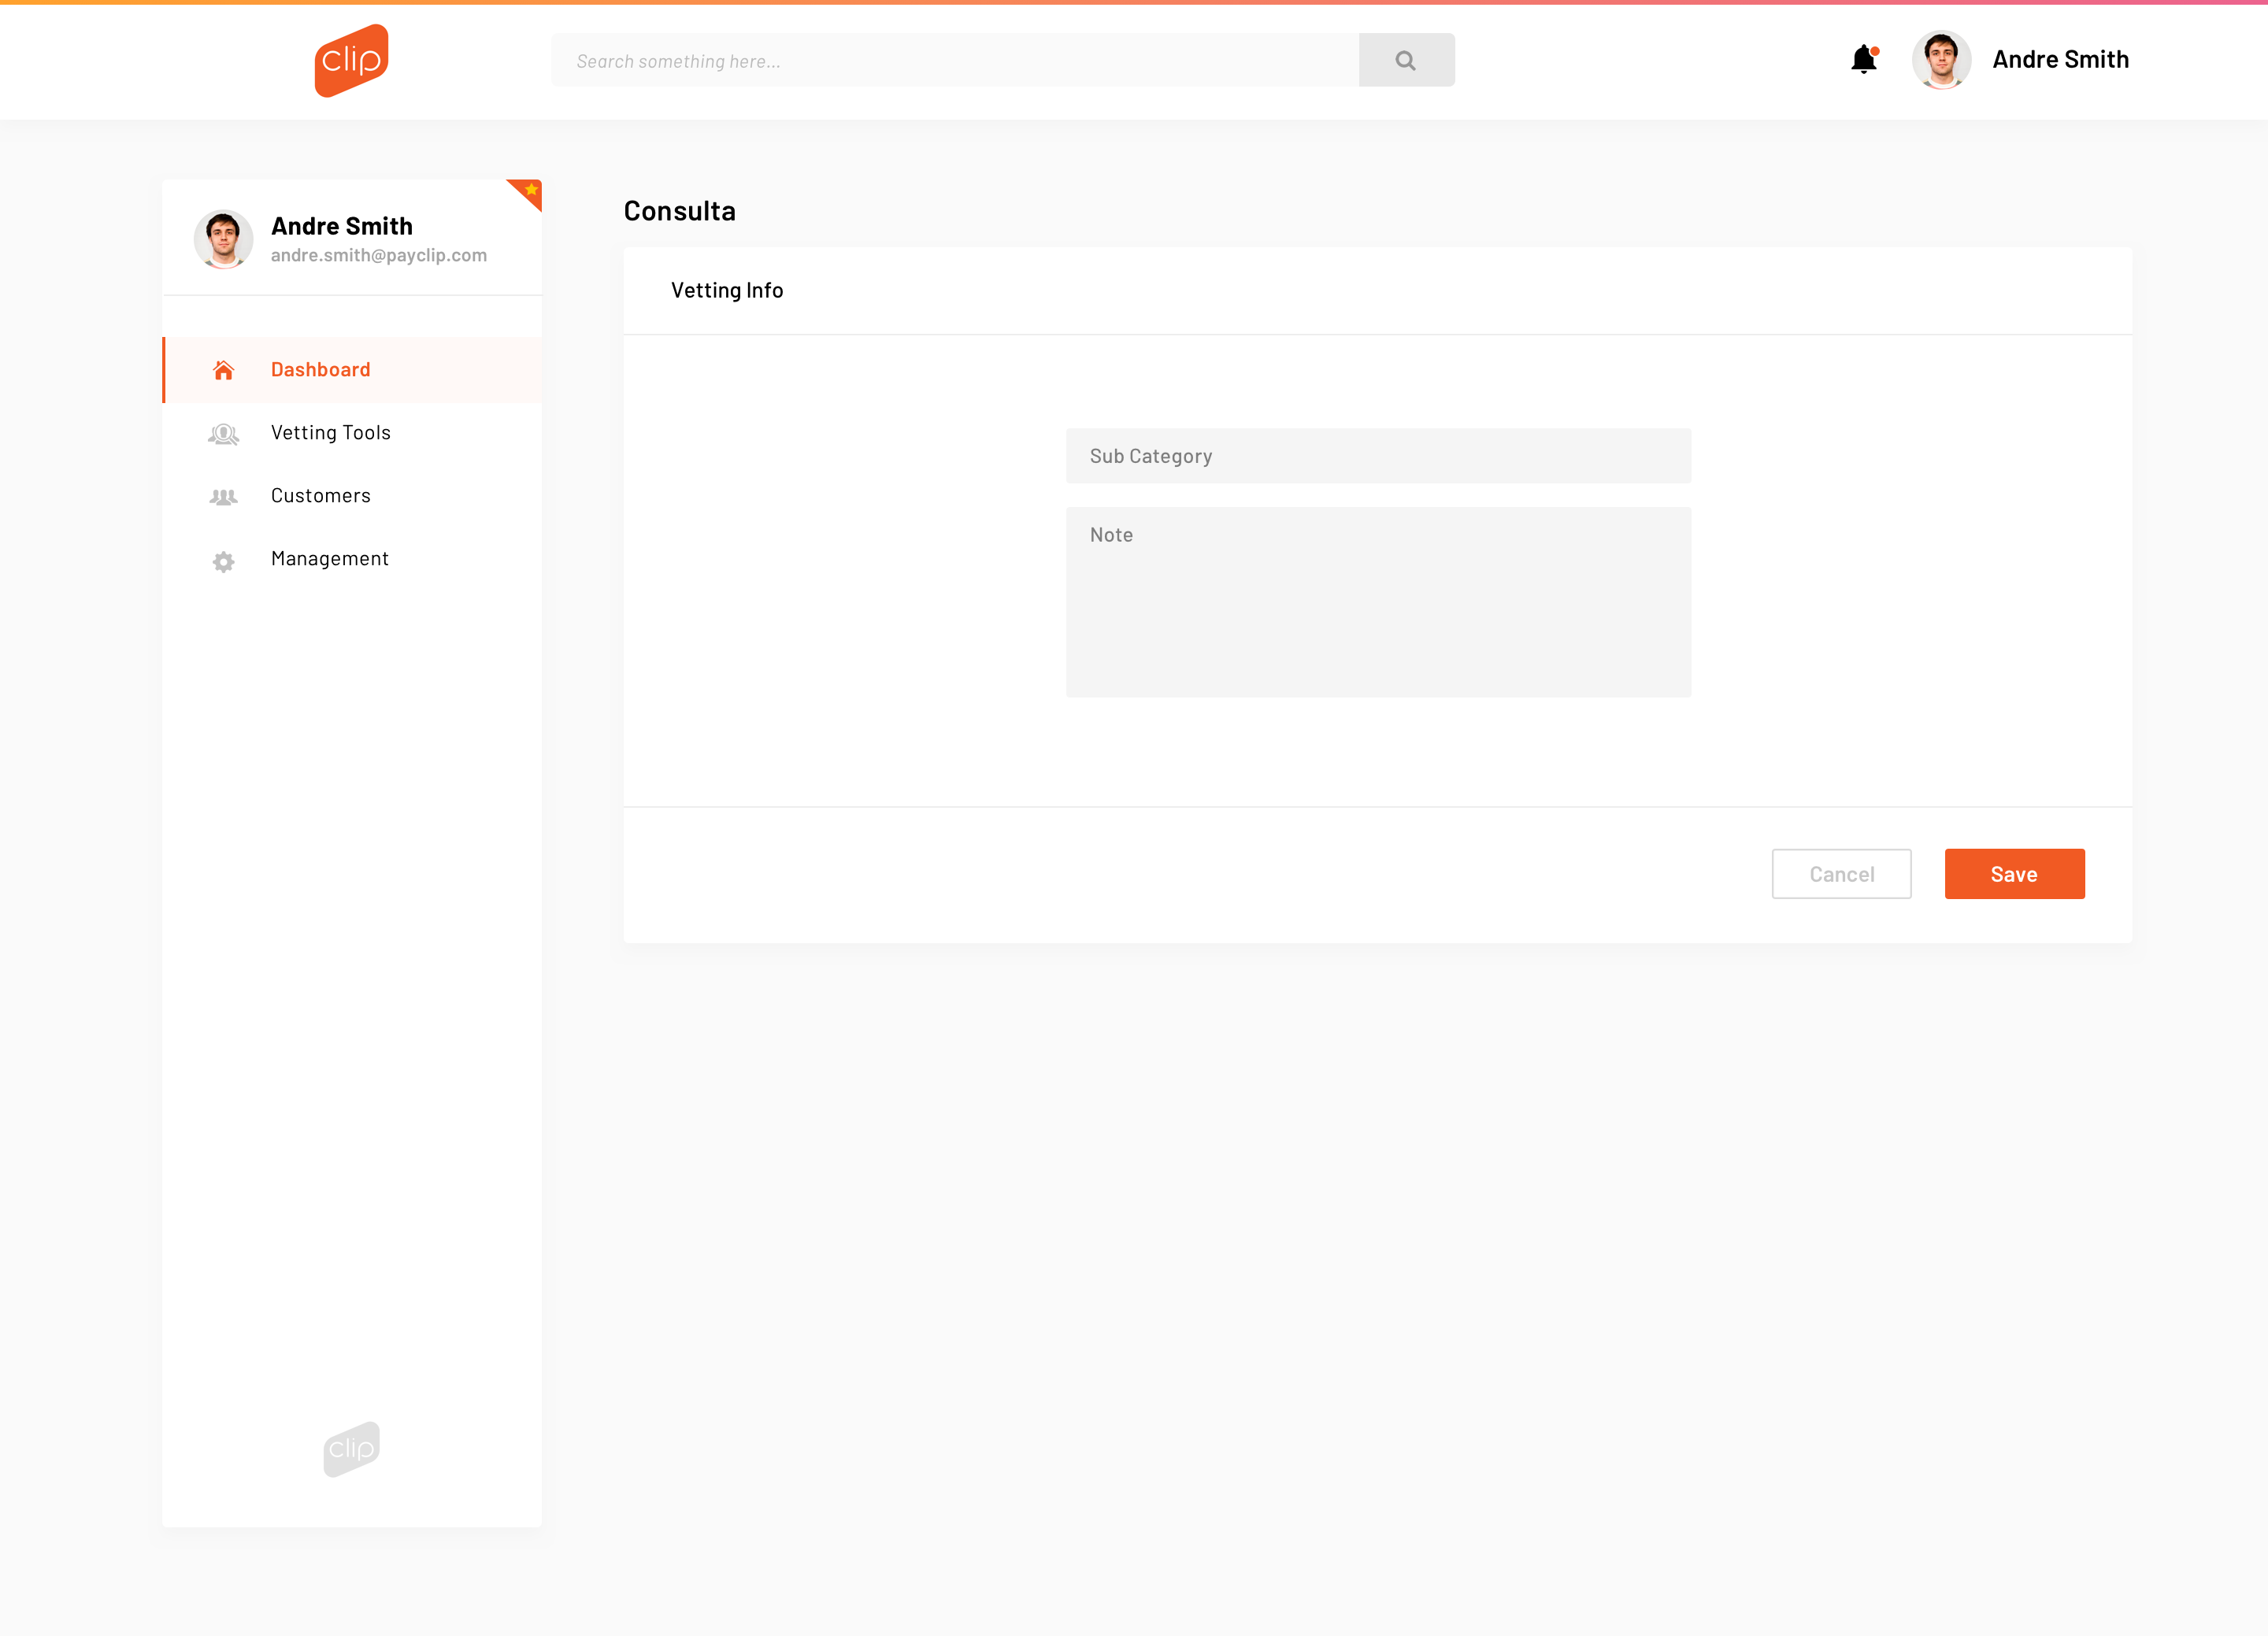 clip
Search something here...
Andre Smith
Andre Smith
andre.smith@payclip.com
Dashboard
Vetting Tools
Customers
Management
clip
Consulta
Vetting Info
Sub Category
Note
Cancel
Save